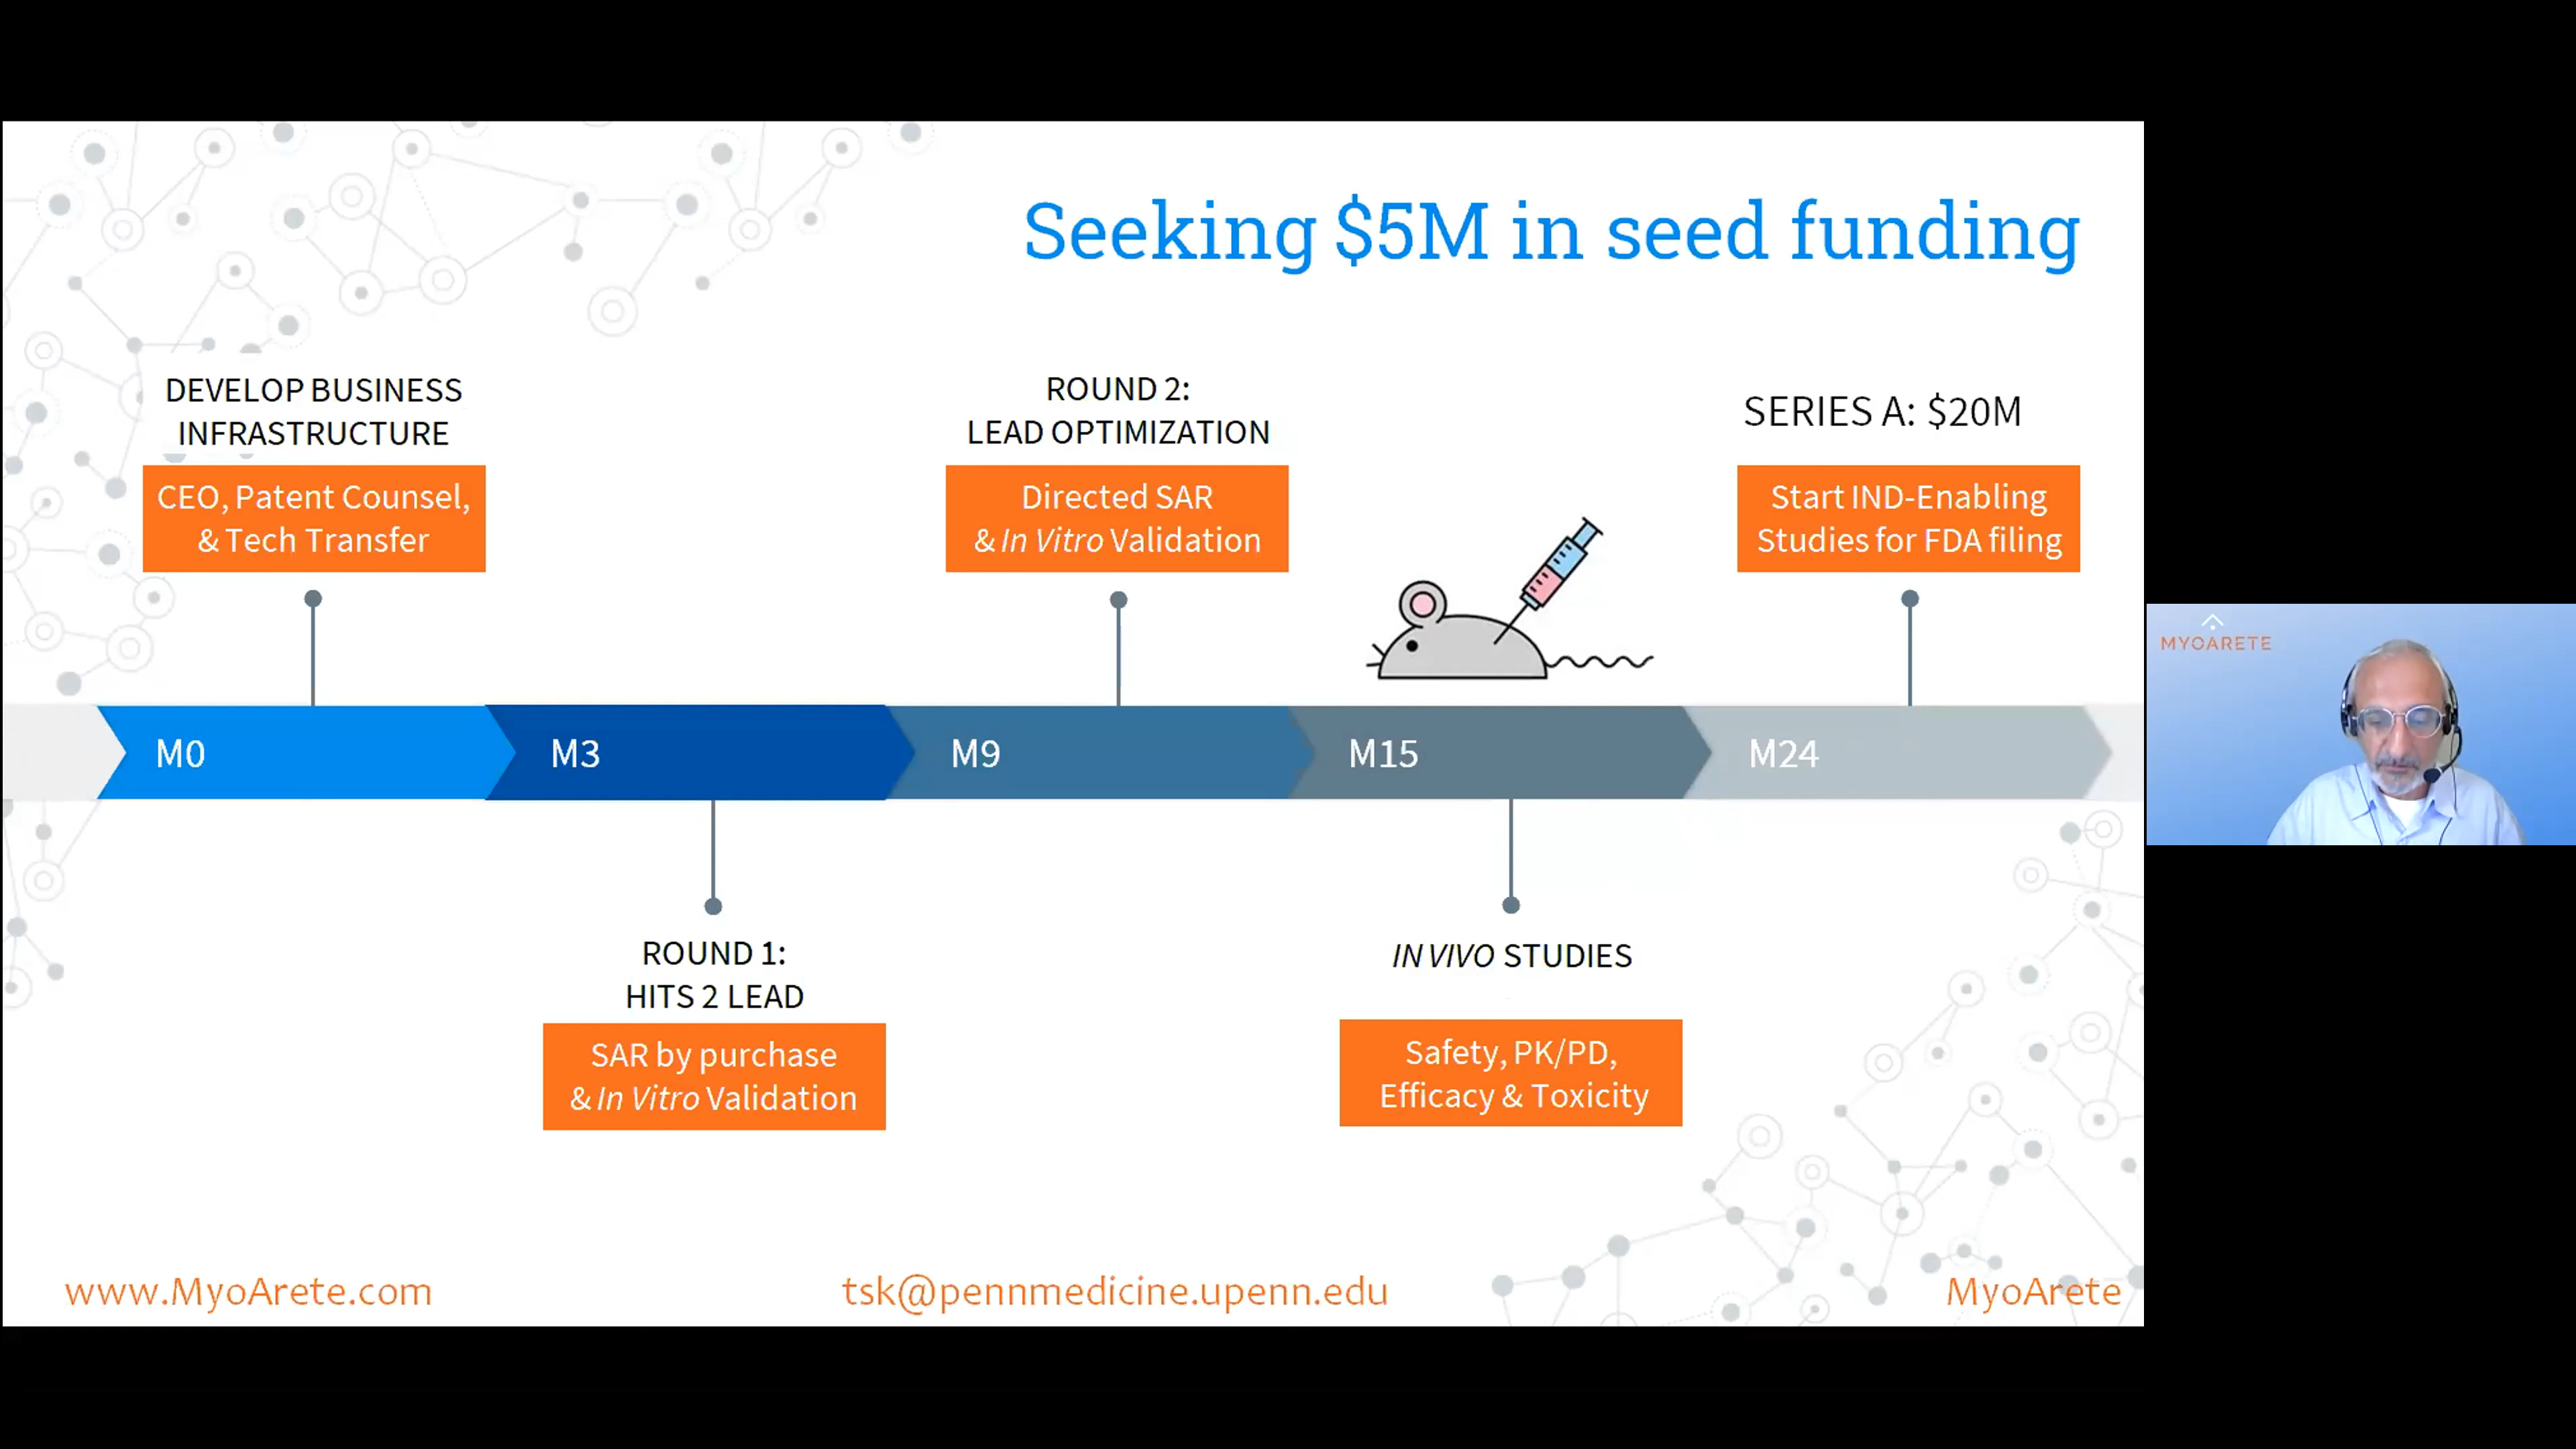 Seeking $5M in seed funding
DEVELOP BUSINESS
INFRASTRUCTURE
CEO, Patent Counsel,
& Tech Transfer
ROUND 2:
LEAD OPTIMIZATION
Directed SAR
& In Vitro Validation
SERIES A: $20M
Start IND-Enabling
Studies for FDA filing
M0
M3
M9
M15
M24
MYOARETE
ROUND 1:
HITS 2 LEAD
SAR by purchase
& In Vitro Validation
IN VIVO STUDIES
Safety, PK/PD,
Efficacy & Toxicity
www.MyoArete.com
tsk@pennmedicine.upenn.edu
MyoArete